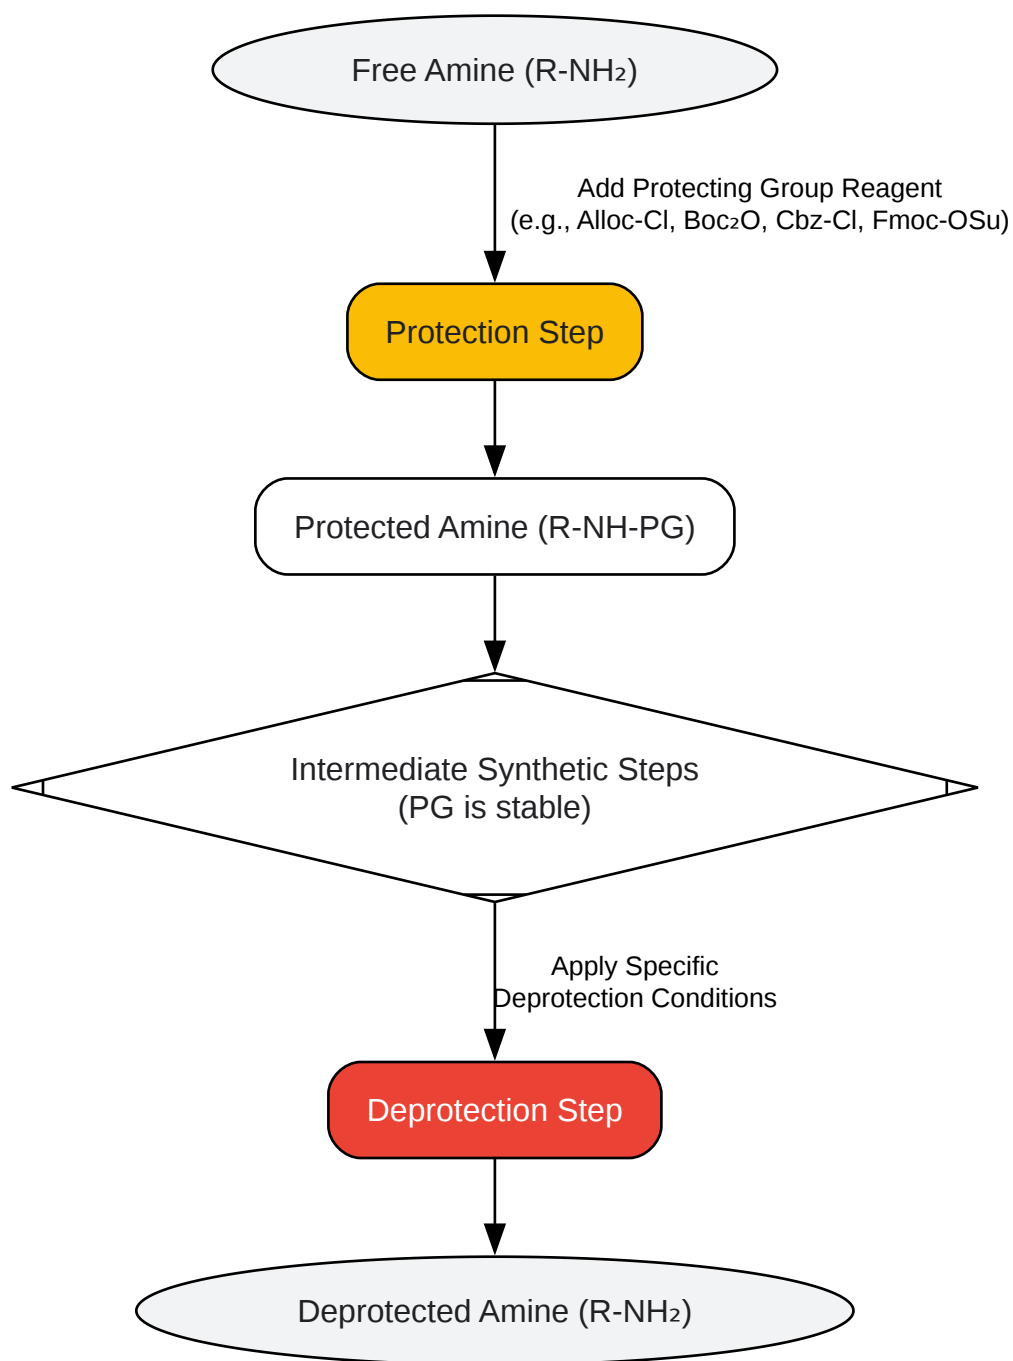 Free Amine (R-NH₂)
Add Protecting Group Reagent
(e.g., Alloc-Cl, Boc₂O, Cbz-Cl, Fmoc-OSu)
Protection Step
Protected Amine (R-NH-PG)
Intermediate Synthetic Steps
(PG is stable)
Apply Specific
Deprotection Conditions
Deprotection Step
Deprotected Amine (R-NH₂)